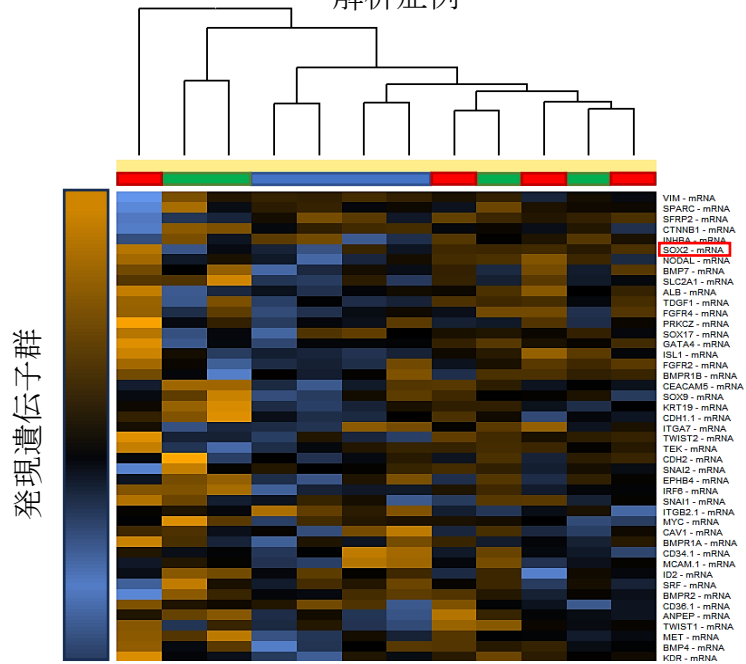 解析症例
発現遺伝子群
VIM - mRNA
SPARC - mRNA
SFRP2 - mRNA
CTNNB1 - mRNA
INHBA - mRNA
SOX2 - mRNA
NODAL - mRNA
BMP7 - mRNA
SLC2A1 - mRNA
ALB - mRNA
TDGF1 - mRNA
FGFR4 - mRNA
PRKCZ - mRNA
SOX17 - mRNA
GATA4 - mRNA
ISL1 - mRNA
FGFR2 - mRNA
BMPR1B - mRNA
CEACAM5 - mRNA
SOX9 - mRNA
KRT19 - mRNA
CDH1.1 - mRNA
ITGA7 - mRNA
TWIST2 - mRNA
TEK - mRNA
CDH2 - mRNA
SNAI2 - mRNA
EPHB4 - mRNA
IRF6 - mRNA
SNAI1 - mRNA
ITGB2.1 - mRNA
MYC - mRNA
CAV1 - mRNA
BMPR1A - mRNA
CD34.1 - mRNA
MCAM.1 - mRNA
ID2 - mRNA
SRF - mRNA
BMPR2 - mRNA
CD36.1 - mRNA
ANPEP - mRNA
TWIST1 - mRNA
MET - mRNA
BMP4 - mRNA
KDR - mRNA